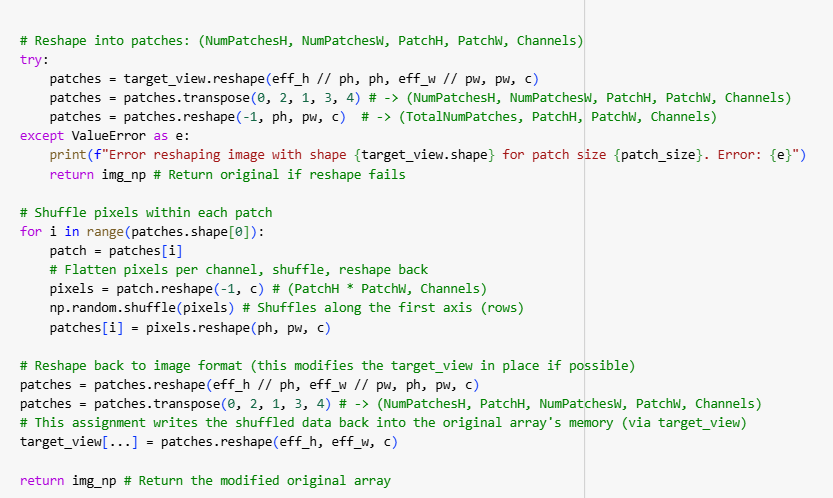 # Reshape into patches: (NumPatchesH, NumPatchesW, PatchH, PatchW, Channels)
try:
    patches = target_view.reshape(eff_h // ph, ph, eff_w // pw, pw, c)
    patches = patches.transpose(0, 2, 1, 3, 4) # -> (NumPatchesH, NumPatchesW, PatchH, PatchW, Channels)
    patches = patches.reshape(-1, ph, pw, c)  # -> (TotalNumPatches, PatchH, PatchW, Channels)
except ValueError as e:
    print(f"Error reshaping image with shape {target_view.shape} for patch size {patch_size}. Error: {e}")
    return img_np # Return original if reshape fails

# Shuffle pixels within each patch
for i in range(patches.shape[0]):
    patch = patches[i]
    # Flatten pixels per channel, shuffle, reshape back
    pixels = patch.reshape(-1, c) # (PatchH * PatchW, Channels)
    np.random.shuffle(pixels) # Shuffles along the first axis (rows)
    patches[i] = pixels.reshape(ph, pw, c)

# Reshape back to image format (this modifies the target_view in place if possible)
patches = patches.reshape(eff_h // ph, eff_w // pw, ph, pw, c)
patches = patches.transpose(0, 2, 1, 3, 4) # -> (NumPatchesH, PatchH, NumPatchesW, PatchW, Channels)
# This assignment writes the shuffled data back into the original array's memory (via target_view)
target_view[...] = patches.reshape(eff_h, eff_w, c)

return img_np # Return the modified original array